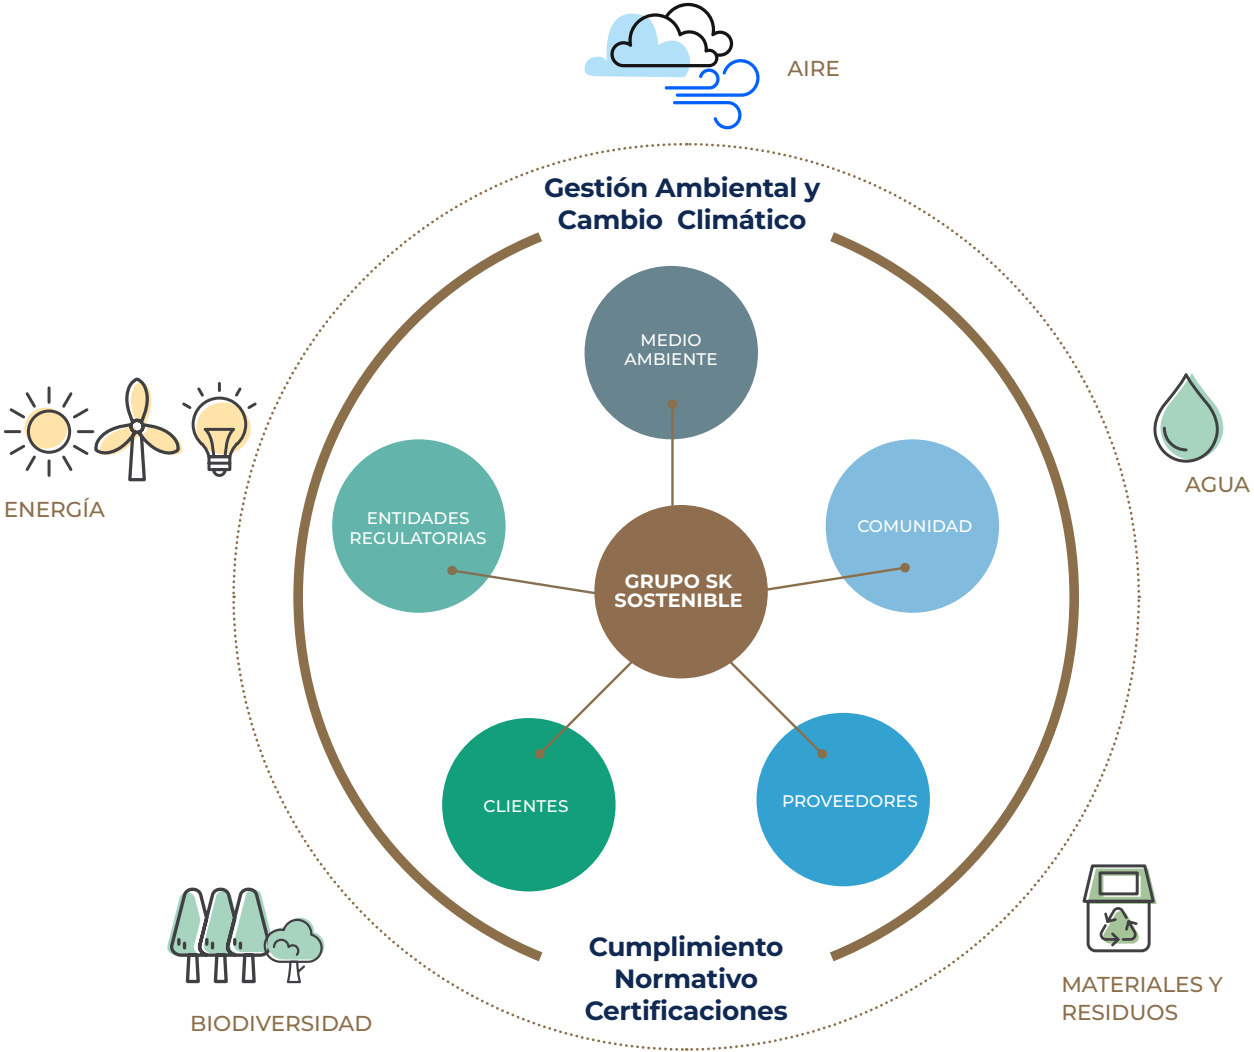 AIRE
Gestión Ambiental y
Cambio Climático
MEDIO
AMBIENTE
ENERGÍA
AGUA
ENTIDADES
REGULATORIAS
COMUNIDAD
GRUPO SK
SOSTENIBLE
CLIENTES
PROVEEDORES
Cumplimiento
Normativo
Certificaciones
BIODIVERSIDAD
MATERIALES Y
RESIDUOS